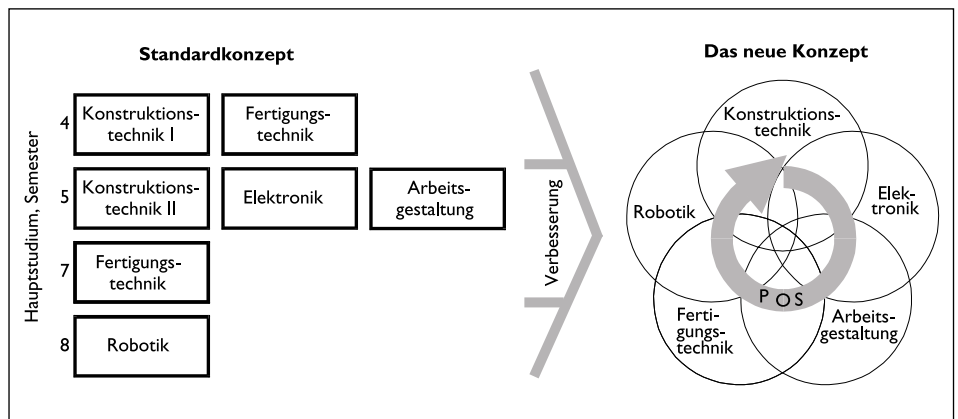 Standardkonzept
Das neue Konzept
Hauptstudium, Semester
4
Konstruktions-
technik I
Fertigungs-
technik
5
Konstruktions-
technik II
Elektronik
Arbeits-
gestaltung
7
Fertigungs-
technik
8
Robotik
Verbesserung
Konstruktions-
technik
Robotik
Elek-
tronik
P O S
Ferti-
gungs-
technik
Arbeits-
gestaltung